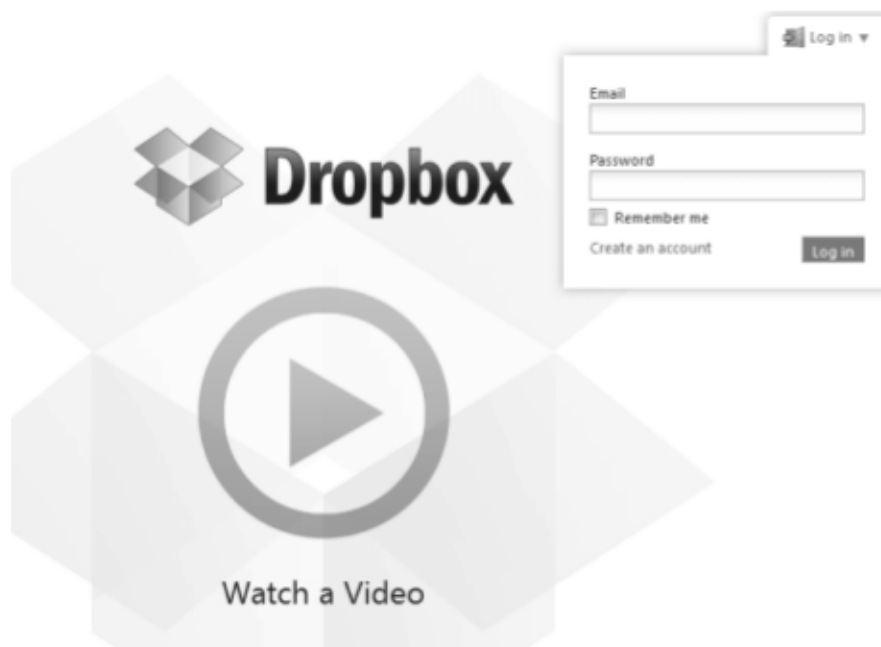 Log in
Email
Dropbox
Password
Remember me
Create an account
Log in
Watch a Video